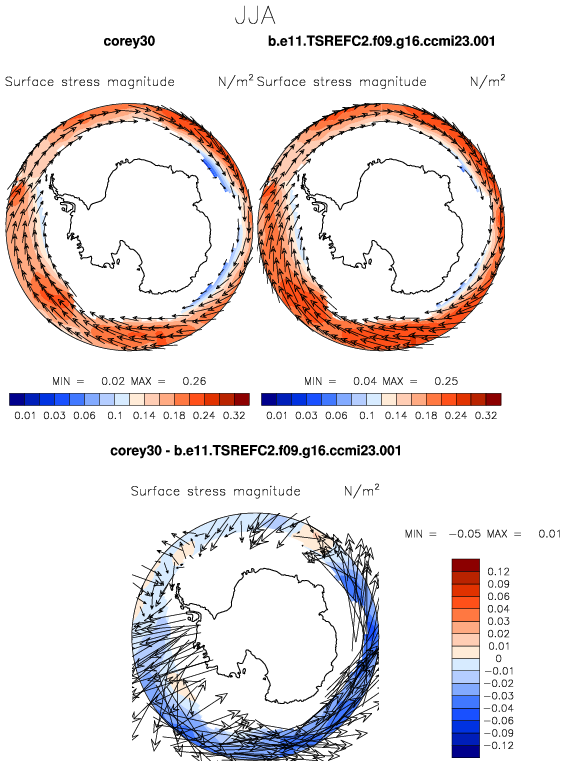 JJA
corey30 b.e11.TSREFC2.f09.g16.ccmi23.001
Surface stress magnitude N/m² Surface stress magnitude N/m²
MIN = 0.02 MAX = 0.26 MIN = 0.04 MAX = 0.25
0.01 0.03 0.06 0.1 0.14 0.18 0.24 0.32 0.01 0.03 0.06 0.1 0.14 0.18 0.24 0.32
corey30 - b.e11.TSREFC2.f09.g16.ccmi23.001
Surface stress magnitude N/m²
MIN = -0.05 MAX = 0.01
0.12
0.09
0.06
0.04
0.03
0.02
0.01
0
-0.01
-0.02
-0.03
-0.04
-0.06
-0.09
-0.12